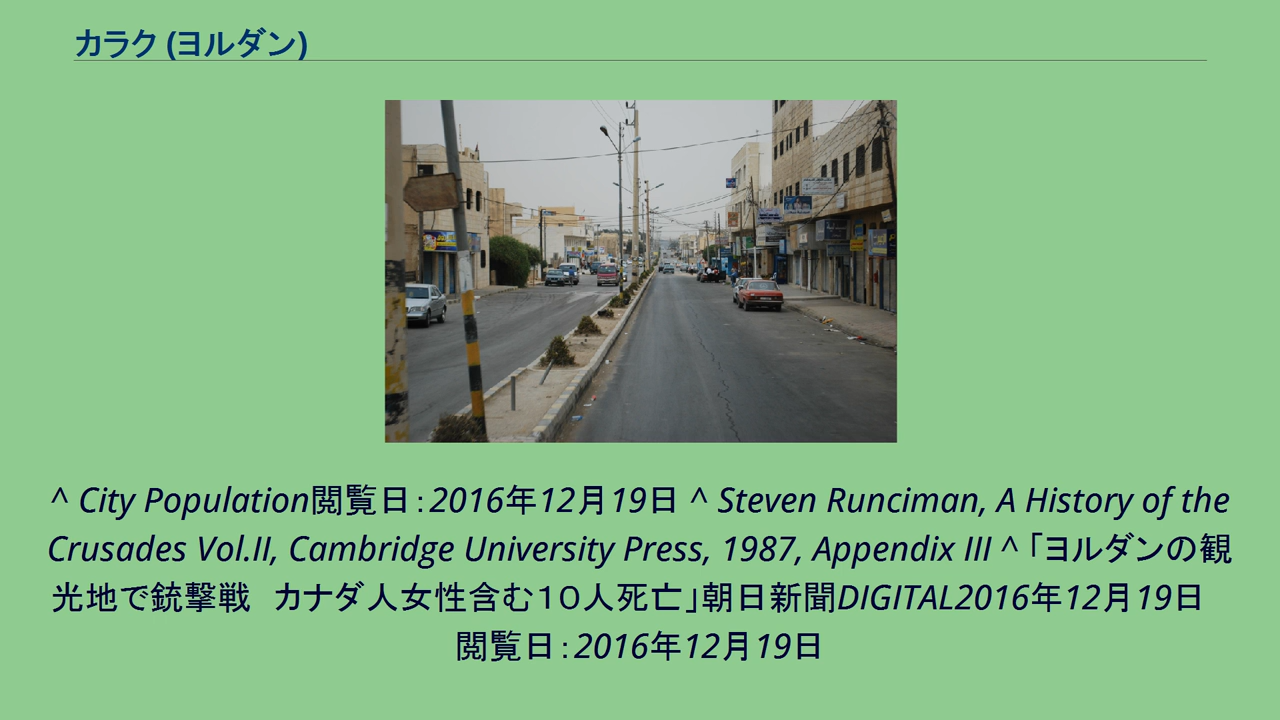 カラク (ヨルダン)
^ City Population閲覧日：2016年12月19日 ^ Steven Runciman, A History of the
Crusades Vol.II, Cambridge University Press, 1987, Appendix III ^ 「ヨルダンの観
光地で銃撃戦　カナダ人女性含む１０人死亡」朝日新聞DIGITAL2016年12月19日
閲覧日：2016年12月19日